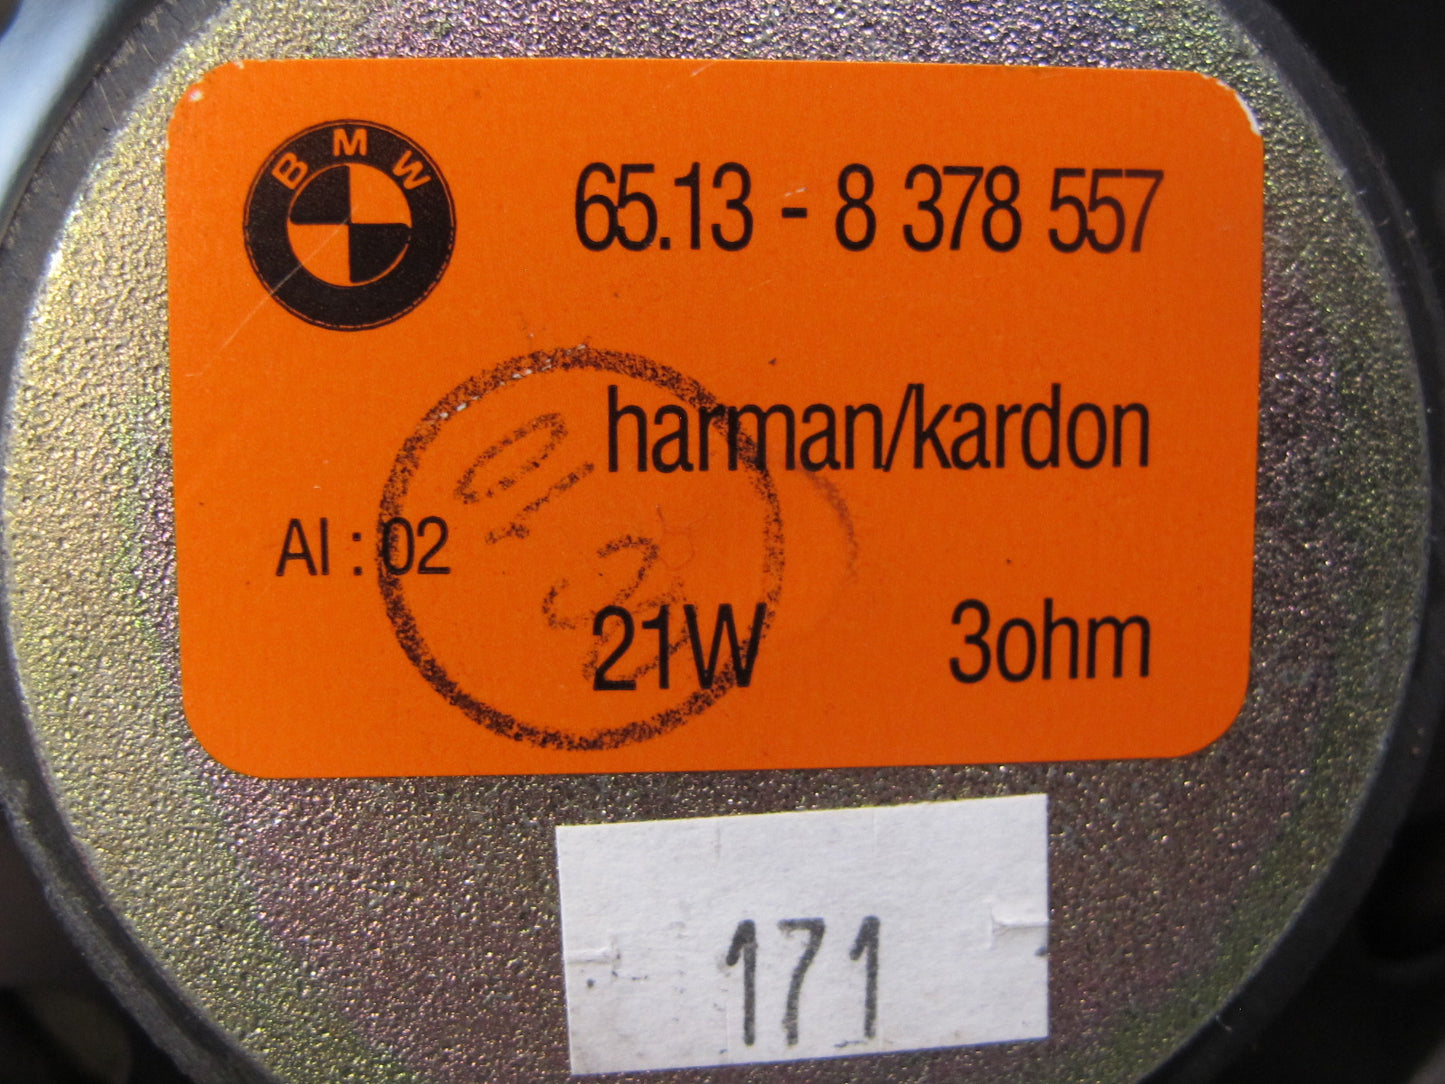 BMW
65.13 - 8 378 557
harman/kardon
AI : 02
21W 3ohm
171